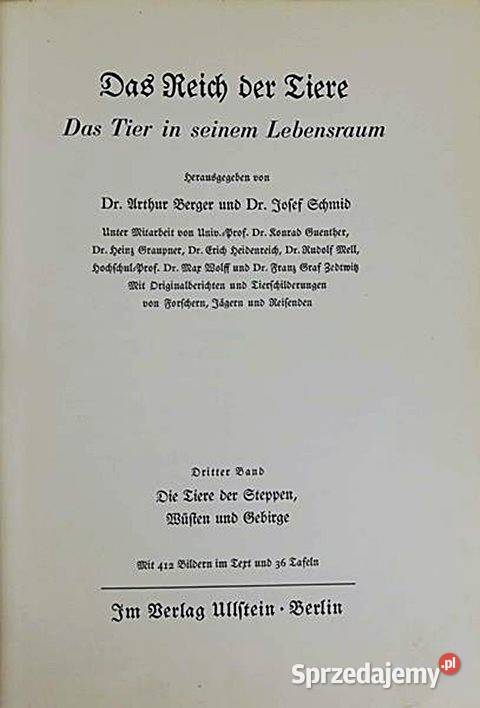 Das Reich der Tiere
Das Tier in seinem Lebensraum
Herausgegeben von
Dr. Arthur Berger und Dr. Josef Schmid
Unter Mitarbeit von Univ.-Prof. Dr. Konrad Guenther,
Dr. Heinz Graupner, Dr. Erich Heidenreich, Dr. Rudolf Mell,
Hochschul-Prof. Dr. Max Wolff und Dr. Franz Graf Zedtwitz
Mit Originalberichten und Tierschilderungen
von Forschern, Jägern und Reisenden
Dritter Band
Die Tiere der Steppen,
Wüsten und Gebirge
Mit 412 Bildern im Text und 36 Tafeln
Im Verlag Ullstein · Berlin
Sprzedajemy.pl